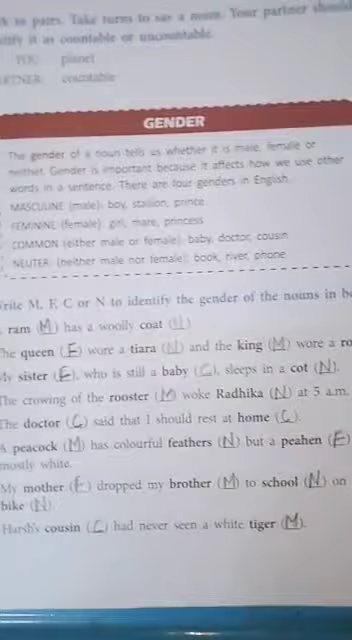 in pairs. Take turns to say a noun. Your partner should
it as countable or uncountable.
YOU: planet
countable
GENDER
The gender of a noun tells us whether it is male, female or
neither. Gender is important because it affects how we use other
words in a sentence. There are four genders in English.
MASCULINE (male): boy, stallion, prince
FEMININE (female): girl, mare, princess
COMMON (either male or female): baby, doctor, cousin
NEUTER (neither male nor female): book, river, phone
Write M, F, C or N to identify the gender of the nouns in
ram (M) has a woolly coat (N)
The queen (F) wore a tiara (N) and the king (M) wore a ro
My sister (F), who is still a baby (C), sleeps in a cot (N).
The crowing of the rooster (M) woke Radhika (N) at 5 a.m.
The doctor (C) said that I should rest at home (C).
A peacock (M) has colourful feathers (N) but a peahen (F)
mostly white.
My mother (F) dropped my brother (M) to school (N) on
bike (N)
Harsh's cousin (C) had never seen a white tiger (M).